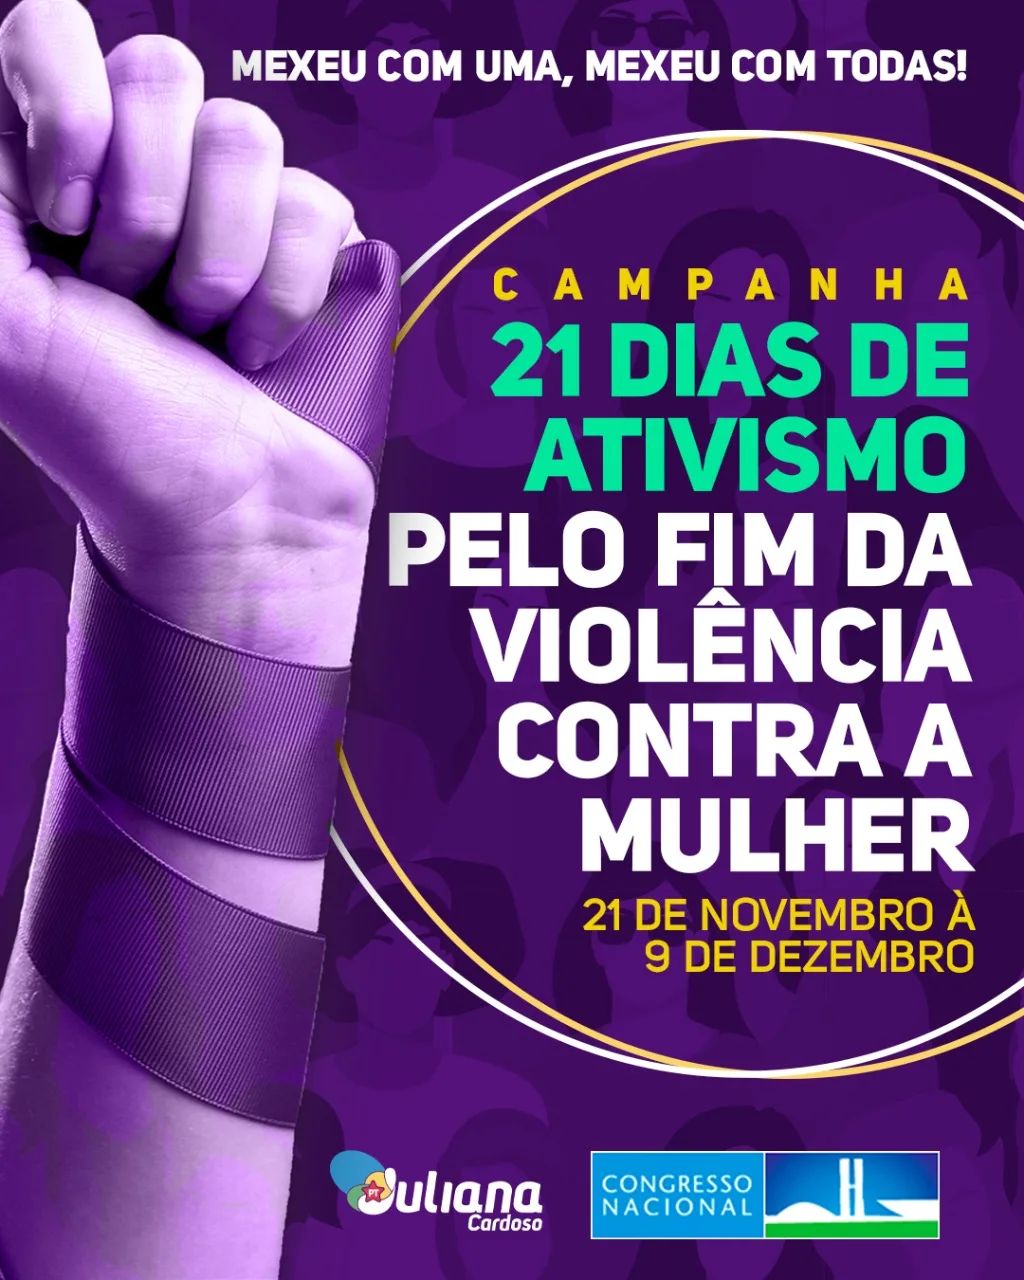 MEXEU COM UMA, MEXEU COM TODAS!
CAMPANHA
21 DIAS DE
ATIVISMO
PELO FIM DA
VIOLÊNCIA
CONTRA A
MULHER
21 DE NOVEMBRO À
9 DE DEZEMBRO
PT
Juliana
Cardoso
CONGRESSO
NACIONAL